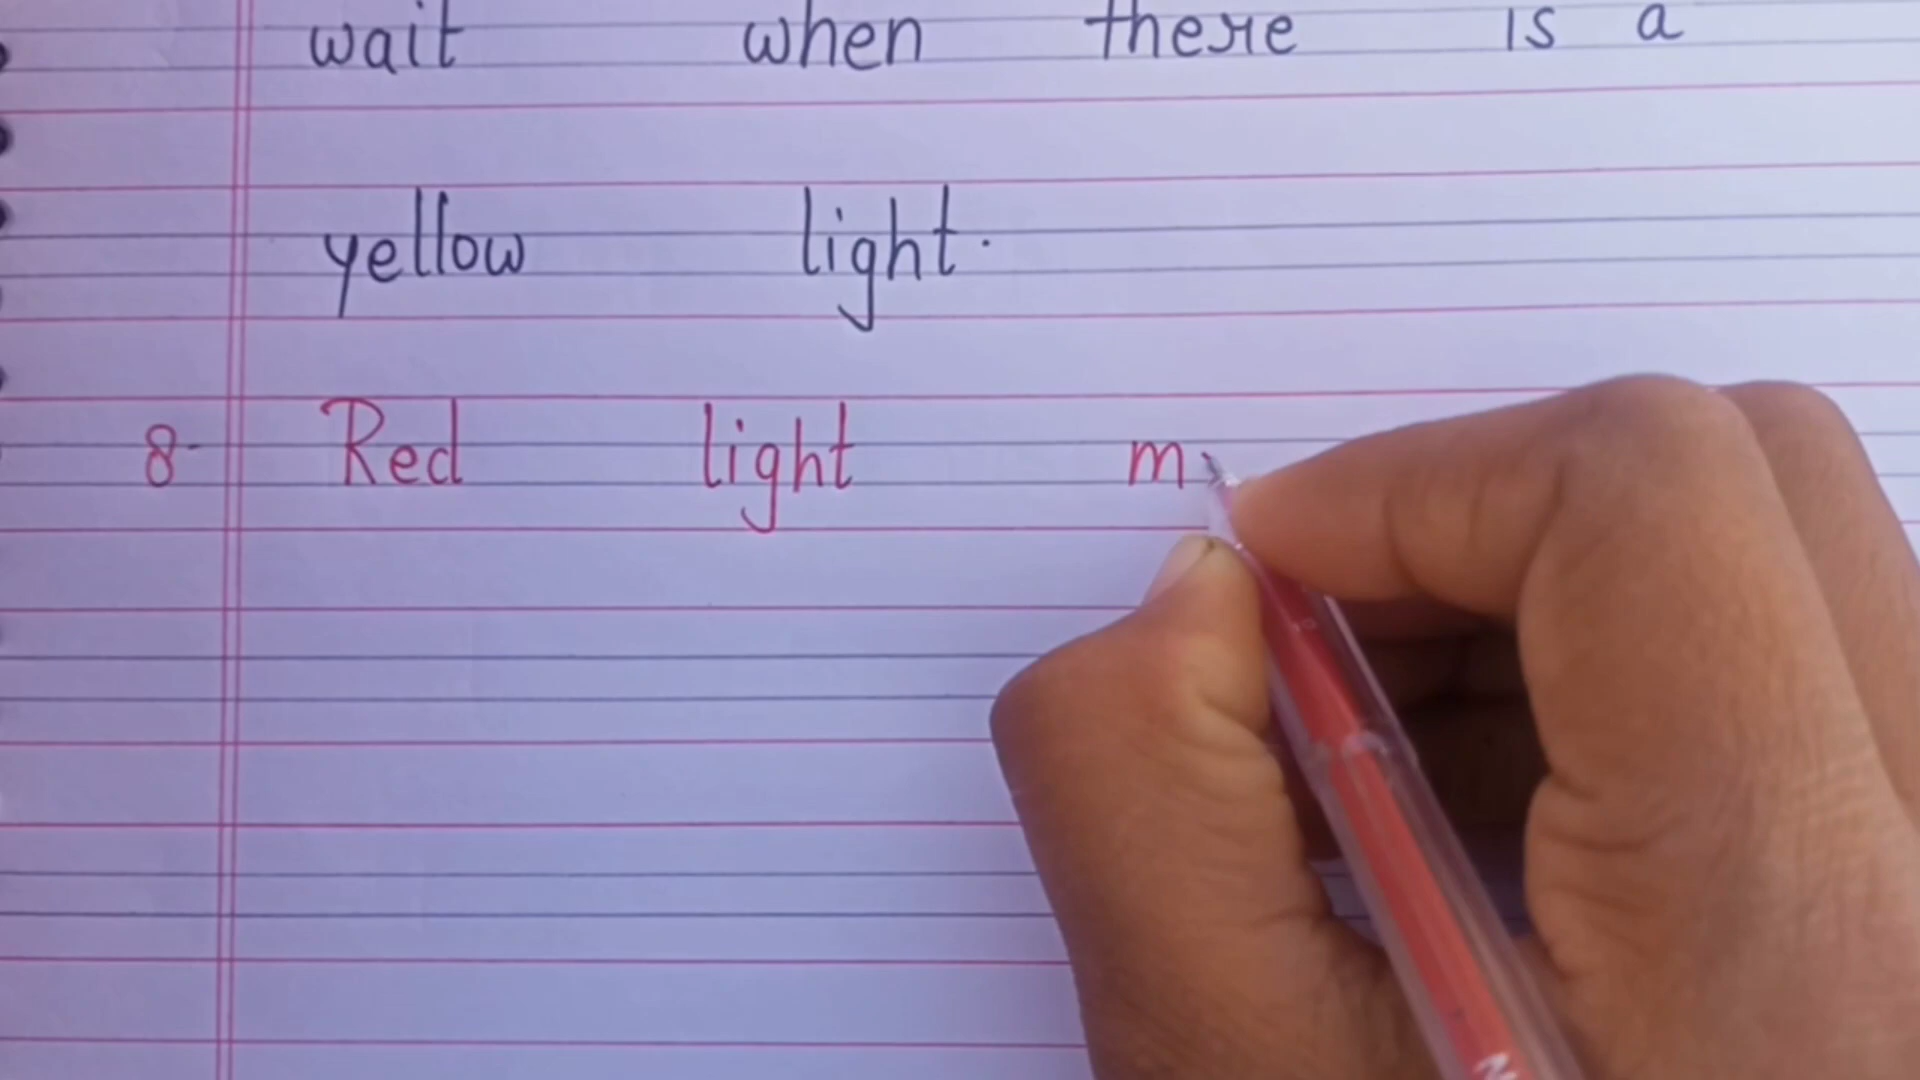 wait when there is a
yellow light.
8- Red light m